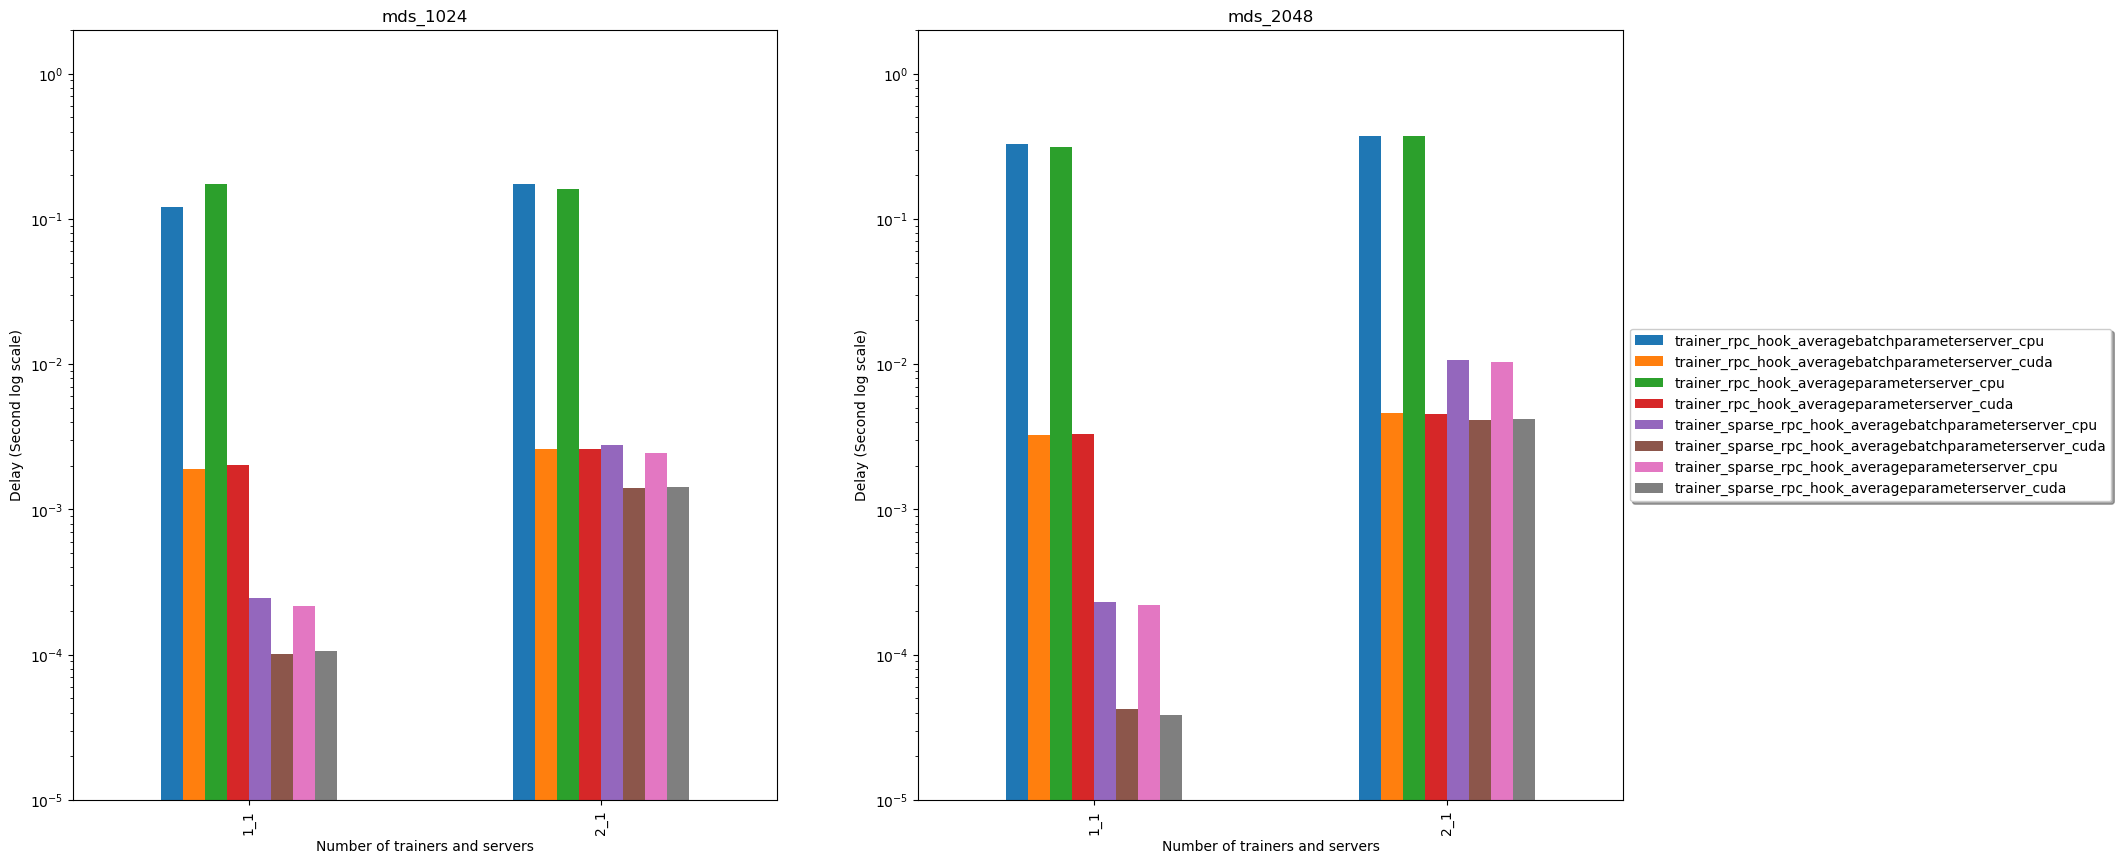 mds_1024
10⁰
10⁻¹
10⁻²
10⁻³
10⁻⁴
10⁻⁵
Delay (Second log scale)
1_1
2_1
Number of trainers and servers
mds_2048
10⁰
10⁻¹
10⁻²
10⁻³
10⁻⁴
10⁻⁵
Delay (Second log scale)
1_1
2_1
Number of trainers and servers
trainer_rpc_hook_averagebatchparameterserver_cpu
trainer_rpc_hook_averagebatchparameterserver_cuda
trainer_rpc_hook_averageparameterserver_cpu
trainer_rpc_hook_averageparameterserver_cuda
trainer_sparse_rpc_hook_averagebatchparameterserver_cpu
trainer_sparse_rpc_hook_averagebatchparameterserver_cuda
trainer_sparse_rpc_hook_averageparameterserver_cpu
trainer_sparse_rpc_hook_averageparameterserver_cuda